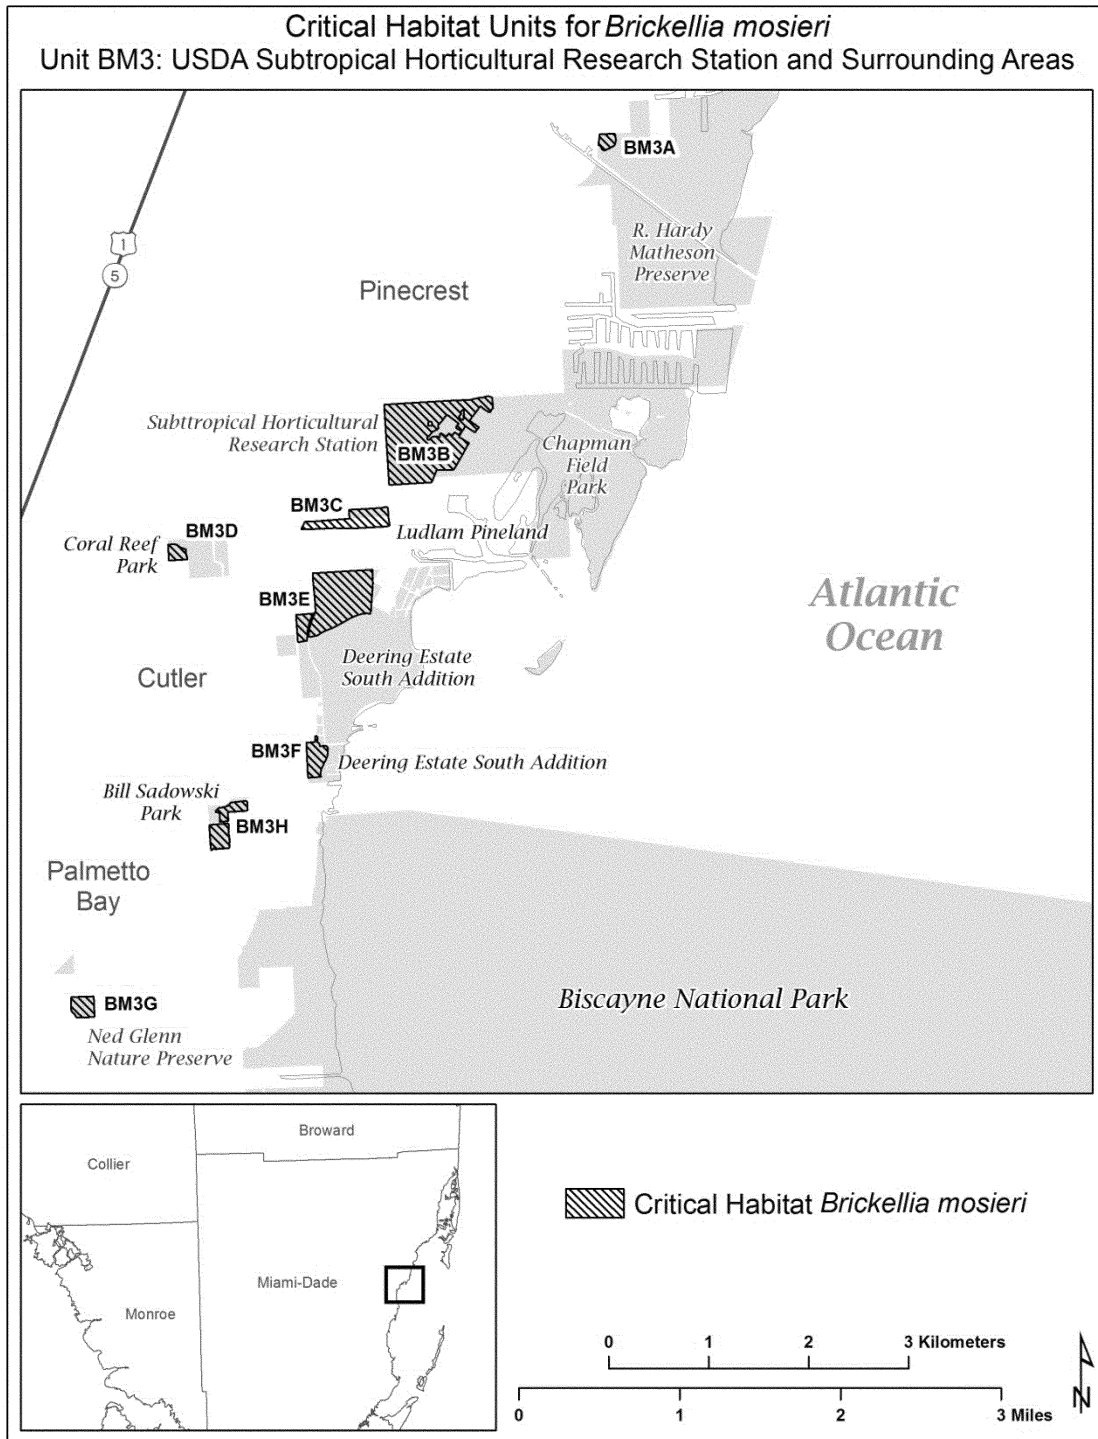 Critical Habitat Units for Brickellia mosieri
Unit BM3: USDA Subtropical Horticultural Research Station and Surrounding Areas
BM3A
1
5
R. Hardy
Matheson
Preserve
Pinecrest
Subttropical Horticultural
Research Station
BM3B
Chapman
Field
Park
BM3C
Ludlam Pineland
BM3D
Coral Reef
Park
BM3E
Atlantic
Ocean
Deering Estate
South Addition
Cutler
BM3F
Deering Estate South Addition
Bill Sadowski
Park
BM3H
Palmetto
Bay
BM3G
Ned Glenn
Nature Preserve
Biscayne National Park
Broward
Collier
Miami-Dade
Monroe
Critical Habitat Brickellia mosieri
0 1 2 3 Kilometers
0 1 2 3 Miles
N